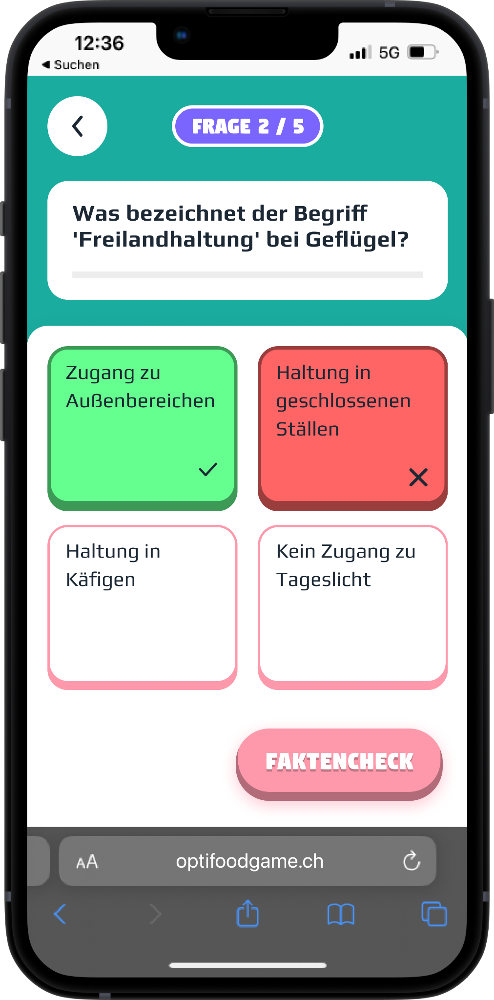 12:36
◀ Suchen
5G
FRAGE 2 / 5
Was bezeichnet der Begriff
'Freilandhaltung' bei Geflügel?
Zugang zu
Außenbereichen
Haltung in
geschlossenen
Ställen
Haltung in
Käfigen
Kein Zugang zu
Tageslicht
FAKTENCHECK
AA
optifoodgame.ch